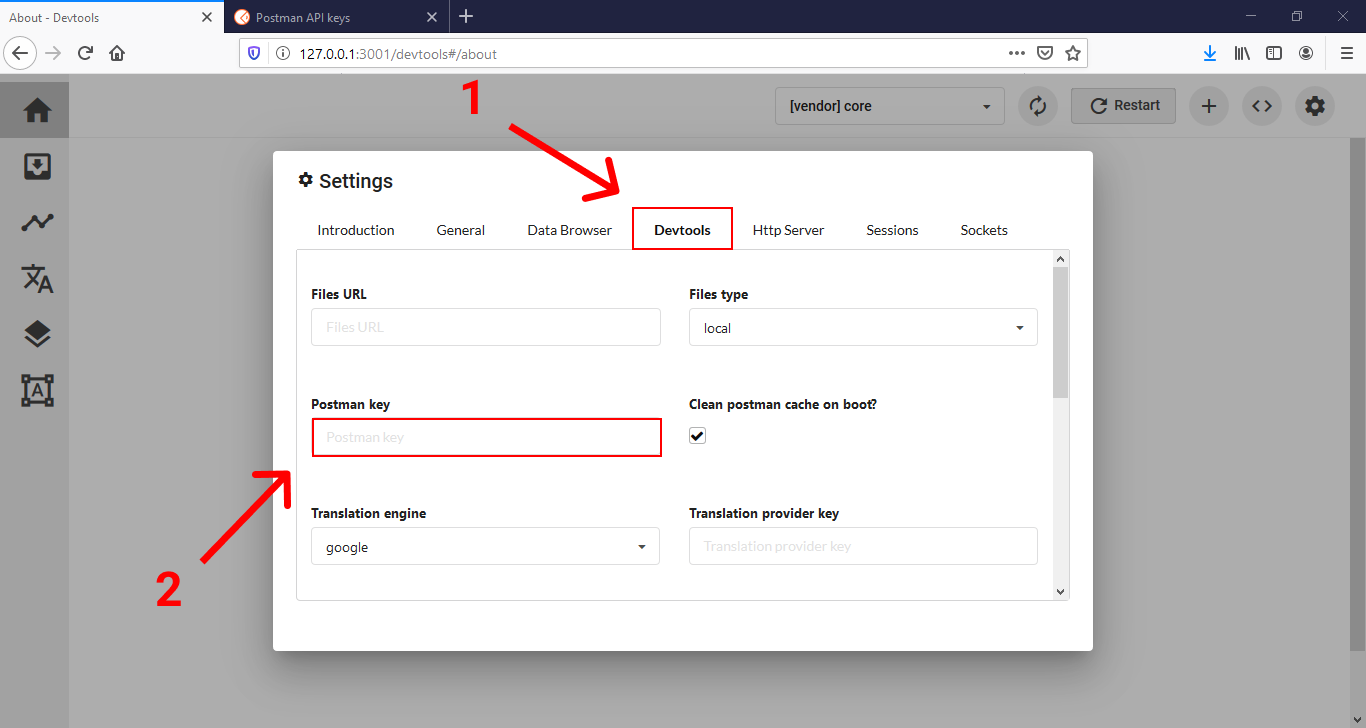 About - Devtools
Postman API keys
127.0.0.1:3001/devtools#/about
1
[vendor] core
Restart
Settings
Introduction General Data Browser Devtools Http Server Sessions Sockets
Files URL Files type
Files URL local
Postman key Clean postman cache on boot?
Postman key
Translation engine Translation provider key
google Translation provider key
2
A